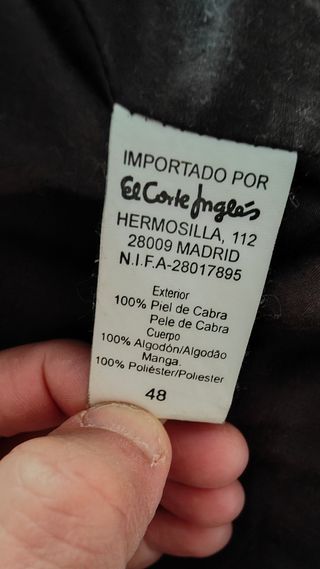 IMPORTADO POR
El Corte Inglés
HERMOSILLA, 112
28009 MADRID
N.I.F.A-28017895
Exterior
100% Piel de Cabra
Pele de Cabra
Cuerpo
100% Algodón/Algodão
Manga.
100% Poliéster/Poliester
48